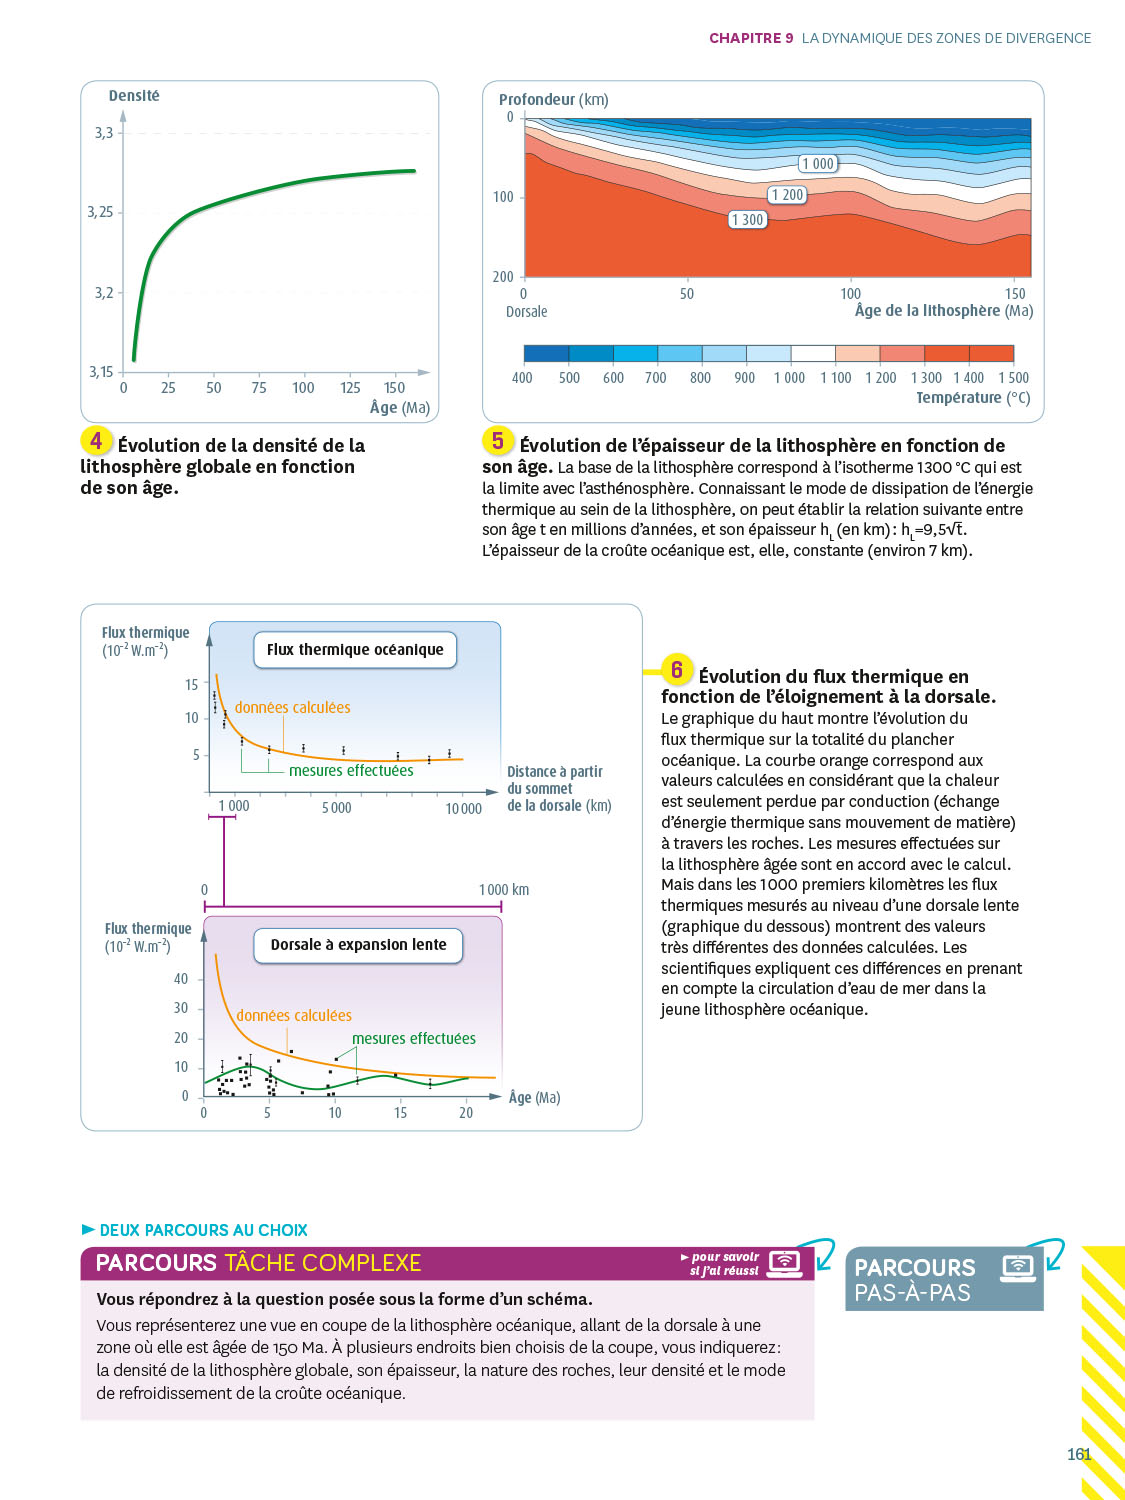 CHAPITRE 9 LA DYNAMIQUE DES ZONES DE DIVERGENCE
Densité
3,3
3,25
3,2
3,15
0 25 50 75 100 125 150
Âge (Ma)
4 Évolution de la densité de la
lithosphère globale en fonction
de son âge.
Profondeur (km)
0
100
200
1 000
1 200
1 300
0 50 100 150
Dorsale
Âge de la lithosphère (Ma)
400 500 600 700 800 900 1 000 1 100 1 200 1 300 1 400 1 500
Température (°C)
5 Évolution de l'épaisseur de la lithosphère en fonction de
son âge. La base de la lithosphère correspond à l'isotherme 1300 °C qui est
la limite avec l'asthénosphère. Connaissant le mode de dissipation de l'énergie
thermique au sein de la lithosphère, on peut établir la relation suivante entre
son âge t en millions d'années, et son épaisseur hL (en km) : hL=9,5√t.
L'épaisseur de la croûte océanique est, elle, constante (environ 7 km).
Flux thermique
(10-2 W.m-2)
Flux thermique océanique
15
10
5
données calculées
mesures effectuées
1 000 5 000 10 000
Distance à partir
du sommet
de la dorsale (km)
0 1 000 km
Flux thermique
(10-2 W.m-2)
Dorsale à expansion lente
40
30
20
10
0
données calculées
mesures effectuées
0 5 10 15 20
Âge (Ma)
6 Évolution du flux thermique en
fonction de l'éloignement à la dorsale.
Le graphique du haut montre l'évolution du
flux thermique sur la totalité du plancher
océanique. La courbe orange correspond aux
valeurs calculées en considérant que la chaleur
est seulement perdue par conduction (échange
d'énergie thermique sans mouvement de matière)
à travers les roches. Les mesures effectuées sur
la lithosphère âgée sont en accord avec le calcul.
Mais dans les 1000 premiers kilomètres les flux
thermiques mesurés au niveau d'une dorsale lente
(graphique du dessous) montrent des valeurs
très différentes des données calculées. Les
scientifiques expliquent ces différences en prenant
en compte la circulation d'eau de mer dans la
jeune lithosphère océanique.
► DEUX PARCOURS AU CHOIX
PARCOURS TÂCHE COMPLEXE
► pour savoir
si j'ai réussi
Vous répondrez à la question posée sous la forme d'un schéma.
Vous représenterez une vue en coupe de la lithosphère océanique, allant de la dorsale à une
zone où elle est âgée de 150 Ma. À plusieurs endroits bien choisis de la coupe, vous indiquerez :
la densité de la lithosphère globale, son épaisseur, la nature des roches, leur densité et le mode
de refroidissement de la croûte océanique.
PARCOURS
PAS-À-PAS
161